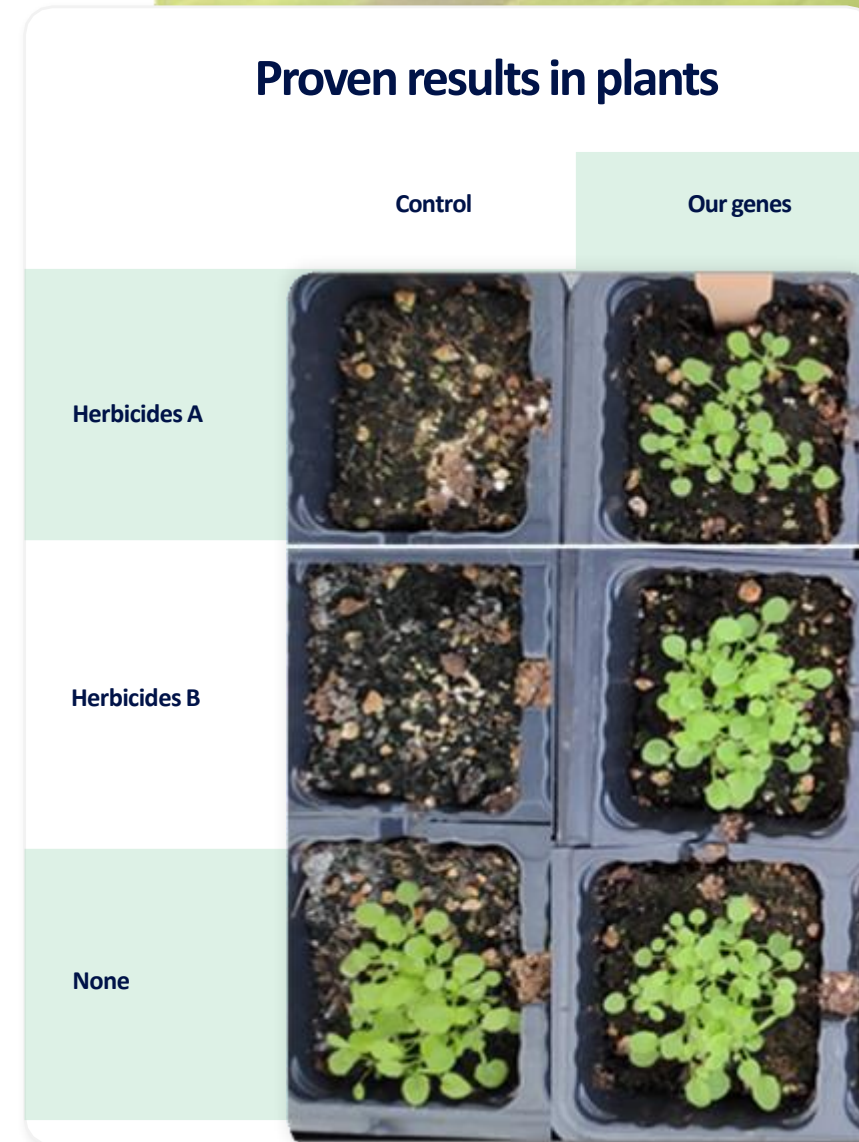 Proven results in plants
Control
Our genes
Herbicides A
Herbicides B
None